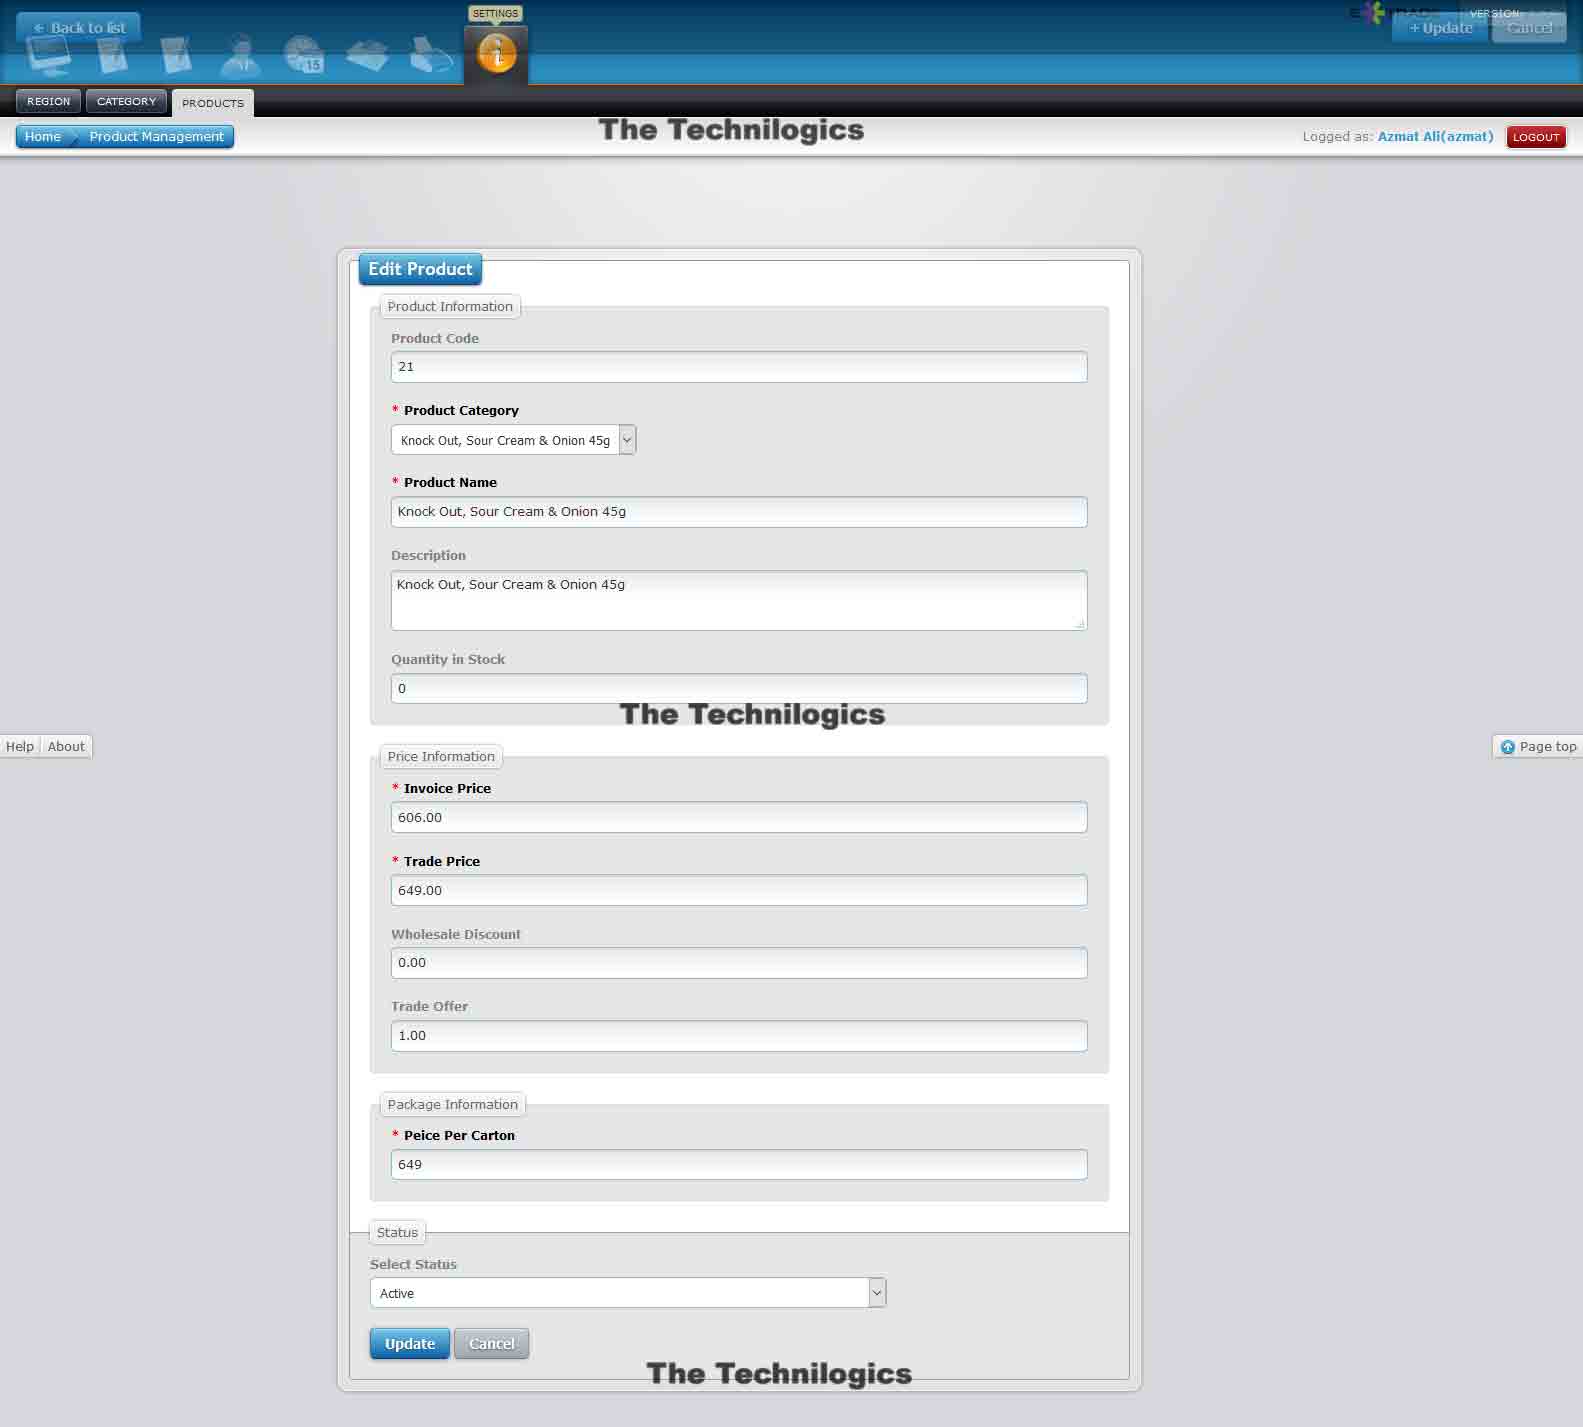 SETTINGS
Back to list
15
VERSION
+ Update
Cancel
REGION
CATEGORY
PRODUCTS
The Technilogics
Home
Product Management
Logged as: Azmat Ali(azmat)
LOGOUT
Edit Product
Product Information
Product Code
21
* Product Category
Knock Out, Sour Cream & Onion 45g
* Product Name
Knock Out, Sour Cream & Onion 45g
Description
Knock Out, Sour Cream & Onion 45g
Quantity in Stock
0
The Technilogics
Help
About
Page top
Price Information
* Invoice Price
606.00
* Trade Price
649.00
Wholesale Discount
0.00
Trade Offer
1.00
Package Information
* Peice Per Carton
649
Status
Select Status
Active
Update
Cancel
The Technilogics